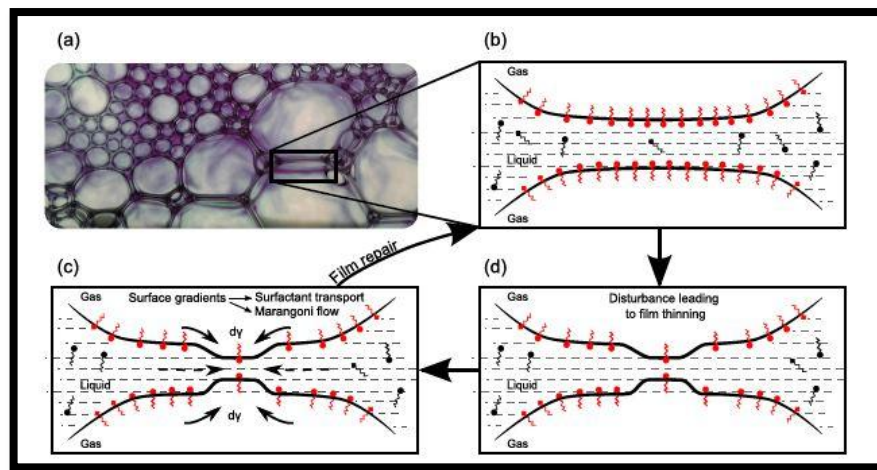 (a)
(b)
Gas
Liquid
Gas
Film repair
(c)
Gas
Surface gradients
Surfactant transport
Marangoni flow
dγ
Liquid
dγ
Gas
(d)
Gas
Disturbance leading
to film thinning
Liquid
Gas